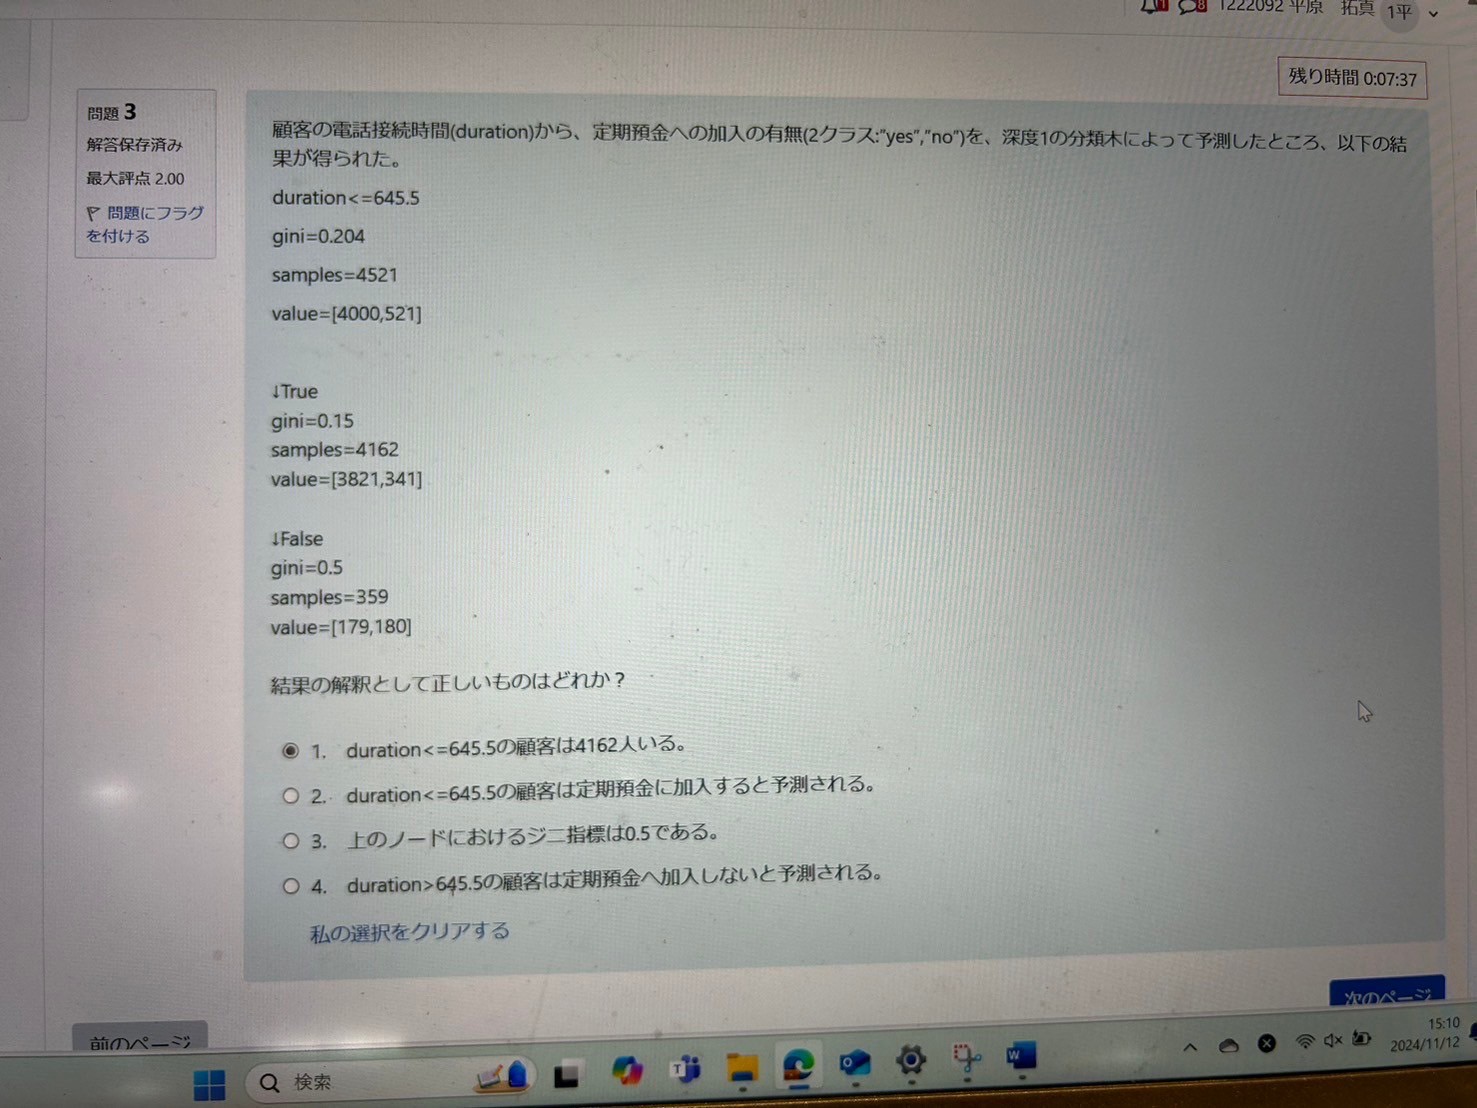 1 8 1222092 平原 拓真 1平
残り時間 0:07:37
問題 3
解答保存済み
最大評点 2.00
問題にフラグ
を付ける
顧客の電話接続時間(duration)から、定期預金への加入の有無(2クラス:"yes","no")を、深度1の分類木によって予測したところ、以下の結
果が得られた。
duration<=645.5
gini=0.204
samples=4521
value=[4000,521]
↓True
gini=0.15
samples=4162
value=[3821,341]
↓False
gini=0.5
samples=359
value=[179,180]
結果の解釈として正しいものはどれか？
1. duration<=645.5の顧客は4162人いる。
2. duration<=645.5の顧客は定期預金に加入すると予測される。
3. 上のノードにおけるジニ指標は0.5である。
4. duration>645.5の顧客は定期預金へ加入しないと予測される。
私の選択をクリアする
次のページ
前のページ
検索
15:10
2024/11/12